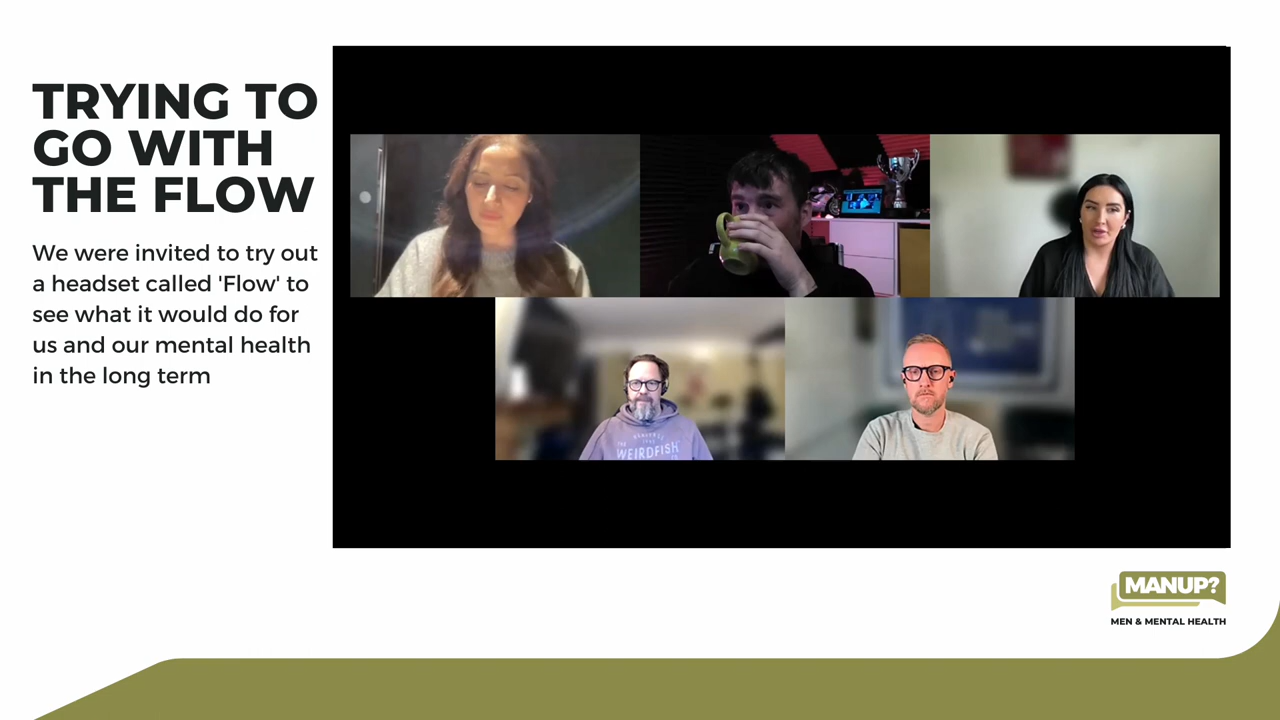 TRYING TO
GO WITH
THE FLOW
We were invited to try out
a headset called 'Flow' to
see what it would do for
us and our mental health
in the long term
WEIRDFISH
MANUP?
MEN & MENTAL HEALTH